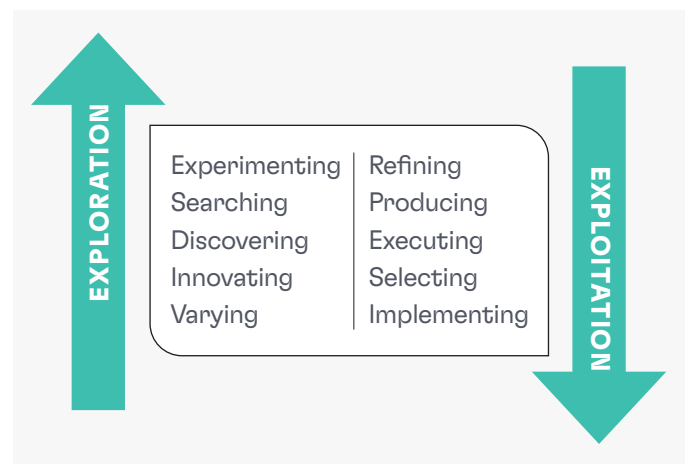 EXPLORATION
Experimenting
Searching
Discovering
Innovating
Varying
Refining
Producing
Executing
Selecting
Implementing
EXPLOITATION